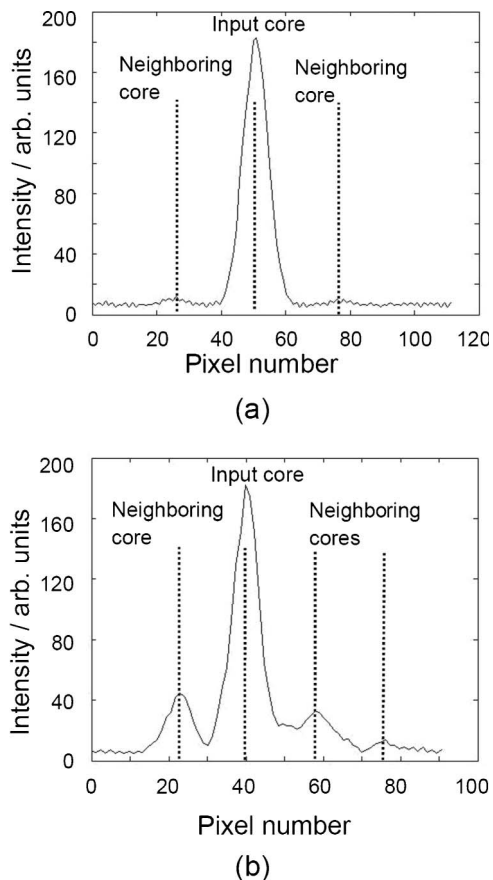 200
Input core
160
Neighboring
core
Neighboring
core
120
80
40
0
Intensity / arb. units
0 20 40 60 80 100 120
Pixel number
(a)
200
Input core
160
Neighboring
core
Neighboring
cores
120
80
40
0
Intensity / arb. units
0 20 40 60 80 100
Pixel number
(b)